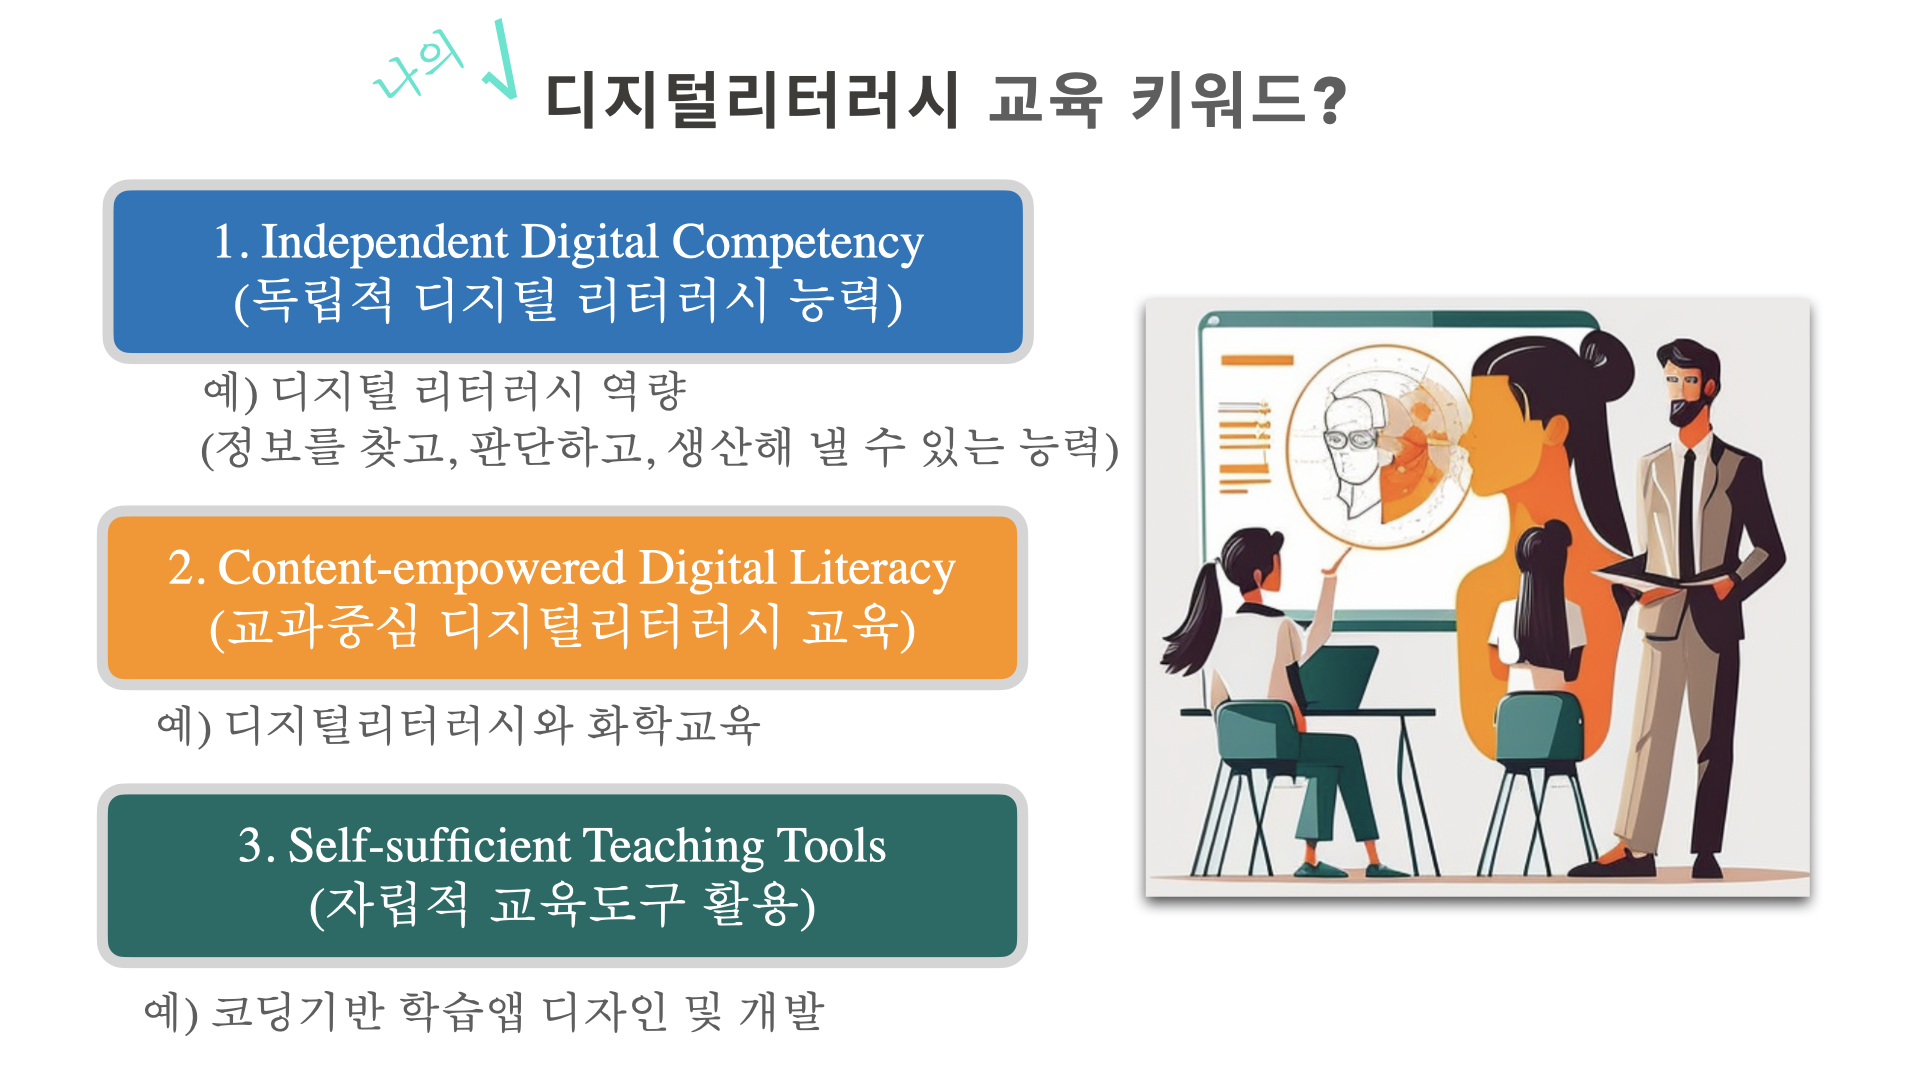 나의 √
디지털리터러시 교육 키워드?
1. Independent Digital Competency
(독립적 디지털 리터러시 능력)
예) 디지털 리터러시 역량
(정보를 찾고, 판단하고, 생산해 낼 수 있는 능력)
2. Content-empowered Digital Literacy
(교과중심 디지털리터러시 교육)
예) 디지털리터러시와 화학교육
3. Self-sufficient Teaching Tools
(자립적 교육도구 활용)
예) 코딩기반 학습앱 디자인 및 개발